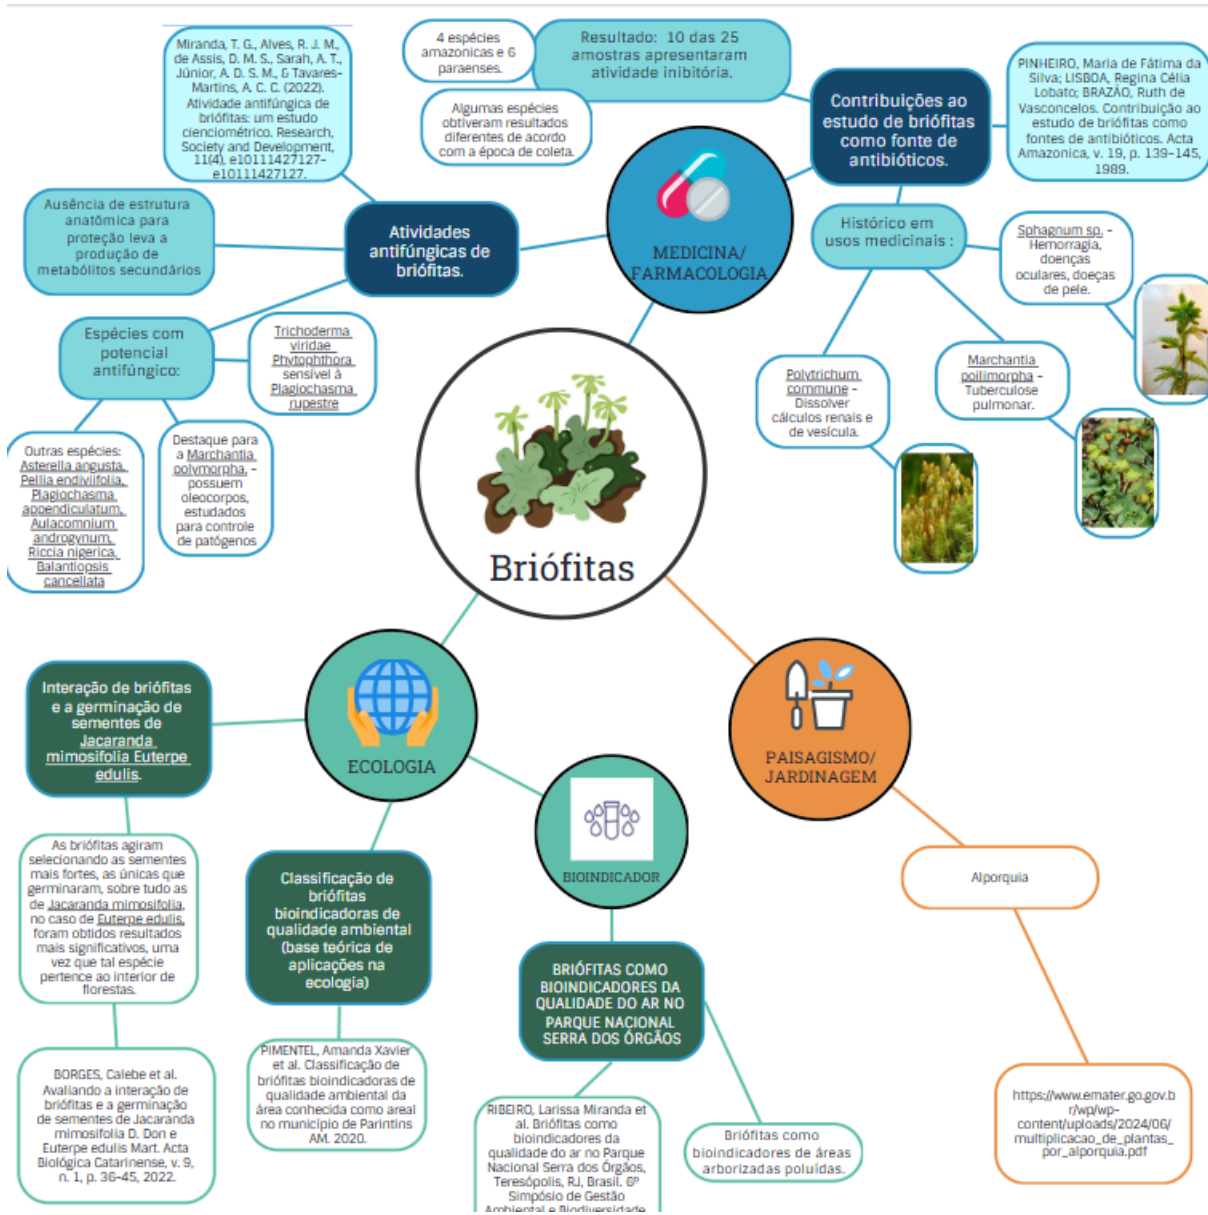 Miranda, T. G., Alves, R. J. M.,
de Assis, D. M. S., Sarah, A. T.,
Júnior, A. D. S. M., & Tavares-
Martins, A. C. C. (2022).
Atividade antifúngica de
briófitas: um estudo
cienciométrico. Research,
Society and Development,
11(4), e10111427127-
e10111427127.
4 espécies
amazonicas e 6
paraenses.
Resultado: 10 das 25
amostras apresentaram
atividade inibitória.
Algumas espécies
obtiveram resultados
diferentes de acordo
com a época de coleta.
Contribuições ao
estudo de briófitas
como fonte de
antibióticos.
PINHEIRO, Maria de Fátima da
Silva; LISBOA, Regina Célia
Lobato; BRAZÃO, Ruth de
Vasconcelos. Contribuição ao
estudo de briófitas como
fontes de antibióticos. Acta
Amazonica, v. 19, p. 139-145,
1989.
Ausência de estrutura
anatômica para
proteção leva a
produção de
metabólitos secundários
Atividades
antifúngicas de
briófitas.
MEDICINA/
FARMACOLOGIA
Histórico em
usos medicinais :
Sphagnum sp. -
Hemorragia,
doenças
oculares, doeças
de pele.
Espécies com
potencial
antifúngico:
Trichoderma
viridae
Phytophthora
sensível à
Plagiochasma
rupestre
Polytrichum
commune -
Dissolver
cálculos renais e
de vesícula.
Marchantia
poilimorpha -
Tuberculose
pulmonar.
Outras espécies:
Asterella angusta,
Pellia endiviifolia,
Plagiochasma
appendiculatum,
Aulacomnium
androgynum,
Riccia nigerica,
Balantiopsis
cancellata
Destaque para
a Marchantia
polymorpha, -
possuem
oleocorpos,
estudados
para controle
de patógenos
Briófitas
Interação de briófitas
e a germinação de
sementes de
Jacaranda
mimosifolia Euterpe
edulis.
ECOLOGIA
PAISAGISMO/
JARDINAGEM
BIOINDICADOR
As briófitas agiram
selecionando as sementes
mais fortes, as únicas que
germinaram, sobre tudo as
de Jacaranda mimosifolia,
no caso de Euterpe edulis,
foram obtidos resultados
mais significativos, uma
vez que tal espécie
pertence ao interior de
florestas.
Classificação de
briófitas
bioindicadoras de
qualidade ambiental
(base teórica de
aplicações na
ecologia)
Alporquia
BRIÓFITAS COMO
BIOINDICADORES DA
QUALIDADE DO AR NO
PARQUE NACIONAL
SERRA DOS ÓRGÃOS
BORGES, Calebe et al.
Avaliando a interação de
briófitas e a germinação
de sementes de Jacaranda
mimosifolia D. Don e
Euterpe edulis Mart. Acta
Biológica Catarinense, v. 9,
n. 1, p. 36-45, 2022.
PIMENTEL, Amanda Xavier
et al. Classificação de
briófitas bioindicadoras de
qualidade ambiental da
área conhecida como areal
no município de Parintins
AM. 2020.
RIBEIRO, Larissa Miranda et
al. Briófitas como
bioindicadores da
qualidade do ar no Parque
Nacional Serra dos Órgãos,
Teresópolis, RJ, Brasil. 6º
Simpósio de Gestão
Ambiental e Biodiversidade
Briófitas como
bioindicadores de áreas
arborizadas poluídas.
https://www.emater.go.gov.b
r/wp/wp-
content/uploads/2024/06/
multiplicacao_de_plantas_
por_alporquia.pdf